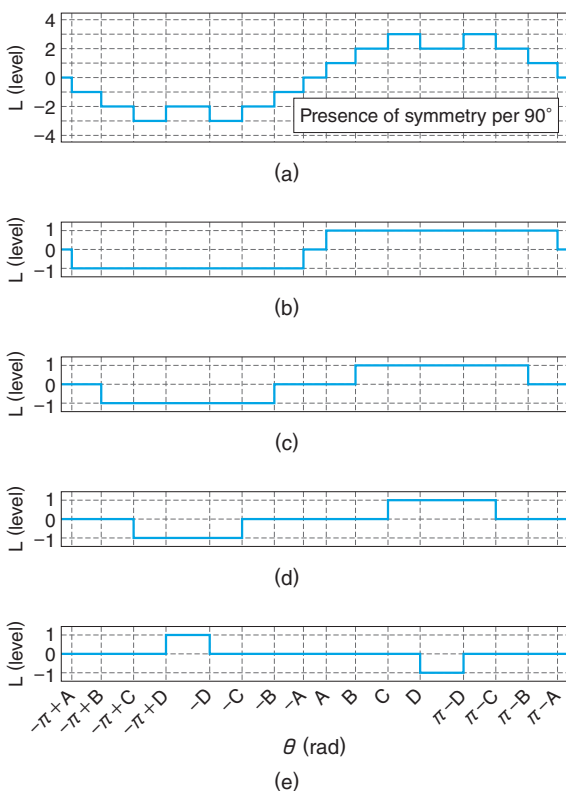 L (level)
4
2
0
−2
−4
Presence of symmetry per 90°
(a)
L (level)
1
0
−1
(b)
L (level)
1
0
−1
(c)
L (level)
1
0
−1
(d)
L (level)
1
0
−1
−π+A −π+B −π+C −π+D −D −C −B −A A B C D π−D π−C π−B π−A
θ (rad)
(e)